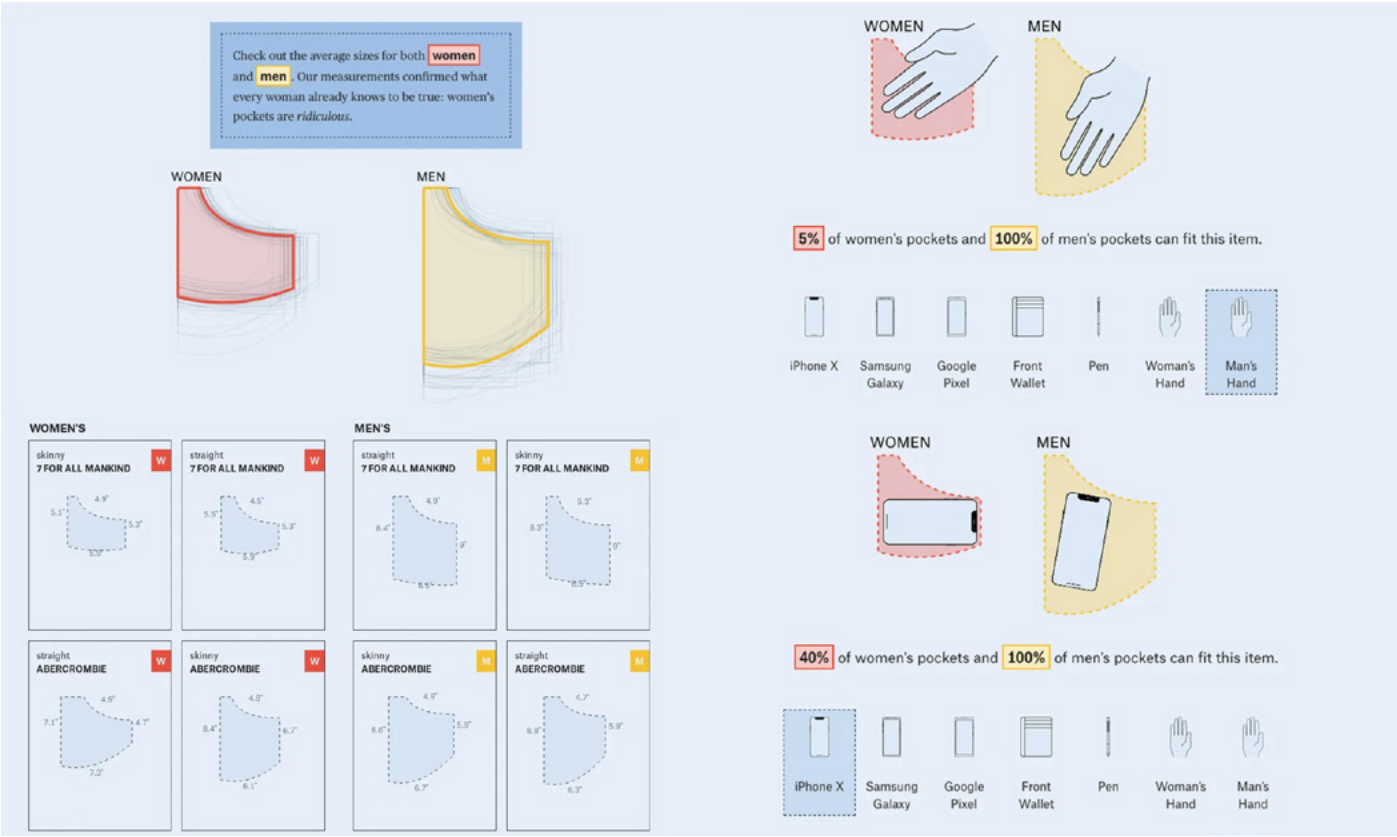 Check out the average sizes for both women
and men. Our measurements confirmed what
every woman already knows to be true: women's
pockets are ridiculous.
WOMEN
MEN
WOMEN'S
skinny
7 FOR ALL MANKIND
W
4.9"
5.1"
5.3"
straight
7 FOR ALL MANKIND
W
4.5"
5.5"
5.3"
5.9"
straight
ABERCROMBIE
W
4.9"
7.1"
4.7"
7.2"
skinny
ABERCROMBIE
W
4.9"
8.4"
6.7"
6.1"
MEN'S
straight
7 FOR ALL MANKIND
M
4.9"
8.4"
9"
skinny
7 FOR ALL MANKIND
M
5.3"
8.3"
9"
skinny
ABERCROMBIE
M
4.9"
8.6"
5.9"
6.7"
straight
ABERCROMBIE
M
4.7"
8.8"
5.9"
6.3"
WOMEN
MEN
5% of women's pockets and 100% of men's pockets can fit this item.
iPhone X
Samsung
Galaxy
Google
Pixel
Front
Wallet
Pen
Woman's
Hand
Man's
Hand
WOMEN
MEN
40% of women's pockets and 100% of men's pockets can fit this item.
iPhone X
Samsung
Galaxy
Google
Pixel
Front
Wallet
Pen
Woman's
Hand
Man's
Hand